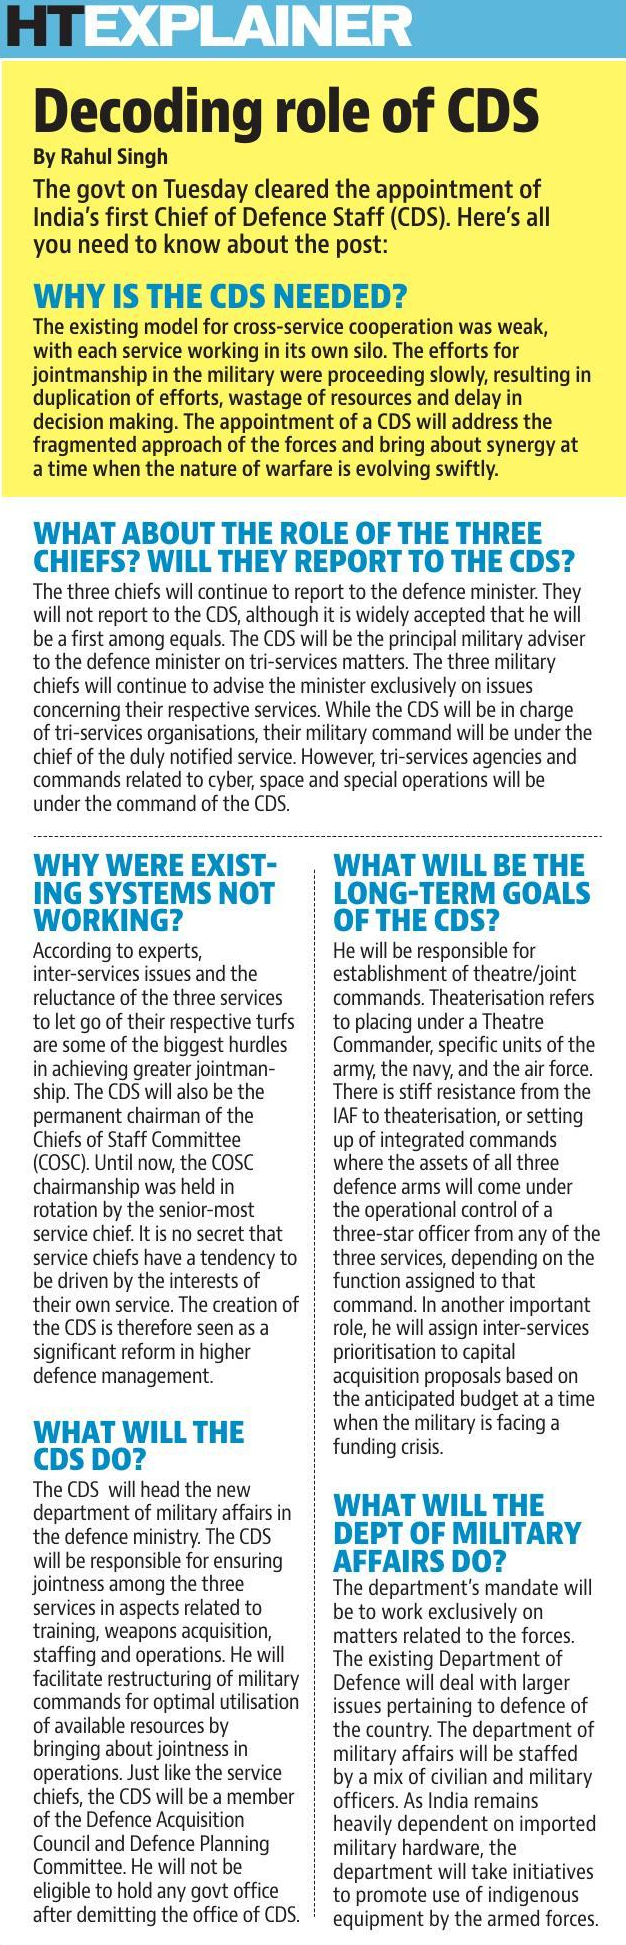 HTEXPLAINER
Decoding role of CDS
By Rahul Singh
The govt on Tuesday cleared the appointment of
India's first Chief of Defence Staff (CDS). Here's all
you need to know about the post:
WHY IS THE CDS NEEDED?
The existing model for cross-service cooperation was weak,
with each service working in its own silo. The efforts for
jointmanship in the military were proceeding slowly, resulting in
duplication of efforts, wastage of resources and delay in
decision making. The appointment of a CDS will address the
fragmented approach of the forces and bring about synergy at
a time when the nature of warfare is evolving swiftly.
WHAT ABOUT THE ROLE OF THE THREE
CHIEFS? WILL THEY REPORT TO THE CDS?
The three chiefs will continue to report to the defence minister. They
will not report to the CDS, although it is widely accepted that he will
be a first among equals. The CDS will be the principal military adviser
to the defence minister on tri-services matters. The three military
chiefs will continue to advise the minister exclusively on issues
concerning their respective services. While the CDS will be in charge
of tri-services organisations, their military command will be under the
chief of the duly notified service. However, tri-services agencies and
commands related to cyber, space and special operations will be
under the command of the CDS.
WHY WERE EXIST-
ING SYSTEMS NOT
WORKING?
According to experts,
inter-services issues and the
reluctance of the three services
to let go of their respective turfs
are some of the biggest hurdles
in achieving greater jointman-
ship. The CDS will also be the
permanent chairman of the
Chiefs of Staff Committee
(COSC). Until now, the COSC
chairmanship was held in
rotation by the senior-most
service chief. It is no secret that
service chiefs have a tendency to
be driven by the interests of
their own service. The creation of
the CDS is therefore seen as a
significant reform in higher
defence management.
WHAT WILL THE
CDS DO?
The CDS will head the new
department of military affairs in
the defence ministry. The CDS
will be responsible for ensuring
jointness among the three
services in aspects related to
training, weapons acquisition,
staffing and operations. He will
facilitate restructuring of military
commands for optimal utilisation
of available resources by
bringing about jointness in
operations. Just like the service
chiefs, the CDS will be a member
of the Defence Acquisition
Council and Defence Planning
Committee. He will not be
eligible to hold any govt office
after demitting the office of CDS.
WHAT WILL BE THE
LONG-TERM GOALS
OF THE CDS?
He will be responsible for
establishment of theatre/joint
commands. Theaterisation refers
to placing under a Theatre
Commander, specific units of the
army, the navy, and the air force.
There is stiff resistance from the
IAF to theaterisation, or setting
up of integrated commands
where the assets of all three
defence arms will come under
the operational control of a
three-star officer from any of the
three services, depending on the
function assigned to that
command. In another important
role, he will assign inter-services
prioritisation to capital
acquisition proposals based on
the anticipated budget at a time
when the military is facing a
funding crisis.
WHAT WILL THE
DEPT OF MILITARY
AFFAIRS DO?
The department's mandate will
be to work exclusively on
matters related to the forces.
The existing Department of
Defence will deal with larger
issues pertaining to defence of
the country. The department of
military affairs will be staffed
by a mix of civilian and military
officers. As India remains
heavily dependent on imported
military hardware, the
department will take initiatives
to promote use of indigenous
equipment by the armed forces.